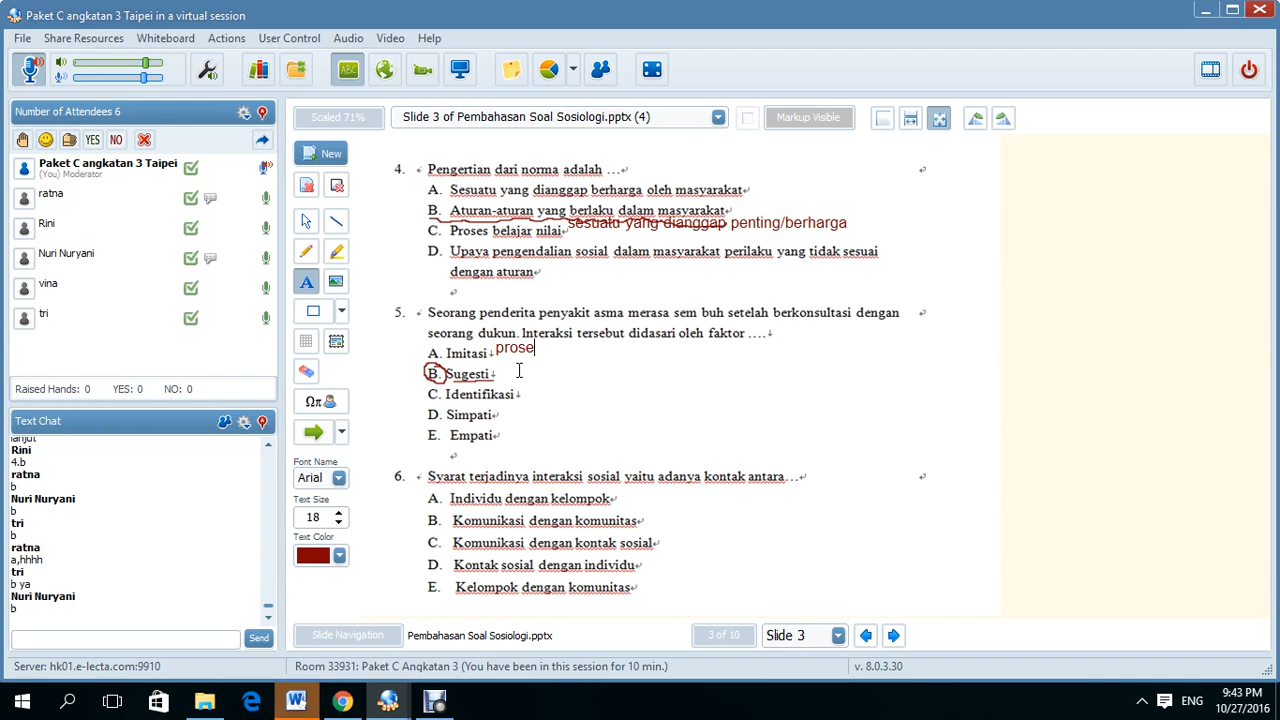 Paket C angkatan 3 Taipei in a virtual session
File Share Resources Whiteboard Actions User Control Audio Video Help
ABC
Number of Attendees 6
YES NO
Paket C angkatan 3 Taipei
(You) Moderator
ratna
Rini
Nuri Nuryani
vina
tri
Raised Hands: 0 YES: 0 NO: 0
Text Chat
lanjut
Rini
4.b
ratna
b
Nuri Nuryani
b
tri
b
ratna
a,hhhh
tri
b ya
Nuri Nuryani
b
Send
Scaled 71%
Slide 3 of Pembahasan Soal Sosiologi.pptx (4)
Markup Visible
New
A
Ωπ
Font Name
Arial
Text Size
18
Text Color
4. Pengertian dari norma adalah …
A. Sesuatu yang dianggap berharga oleh masyarakat
B. Aturan-aturan yang berlaku dalam masyarakat
sesuatu yang dianggap penting/berharga
C. Proses belajar nilai
D. Upaya pengendalian sosial dalam masyarakat perilaku yang tidak sesuai
dengan aturan
5. Seorang penderita penyakit asma merasa sem buh setelah berkonsultasi dengan
seorang dukun. Interaksi tersebut didasari oleh faktor ….
A. Imitasi
prose
B. Sugesti
C. Identifikasi
D. Simpati
E. Empati
6. Syarat terjadinya interaksi sosial yaitu adanya kontak antara…
A. Individu dengan kelompok
B. Komunikasi dengan komunitas
C. Komunikasi dengan kontak sosial
D. Kontak sosial dengan individu
E. Kelompok dengan komunitas
Slide Navigation
Pembahasan Soal Sosiologi.pptx
3 of 10
Slide 3
Server: hk01.e-lecta.com:9910
Room 33931: Paket C Angkatan 3 (You have been in this session for 10 min.)
v. 8.0.3.30
ENG
9:43 PM
10/27/2016